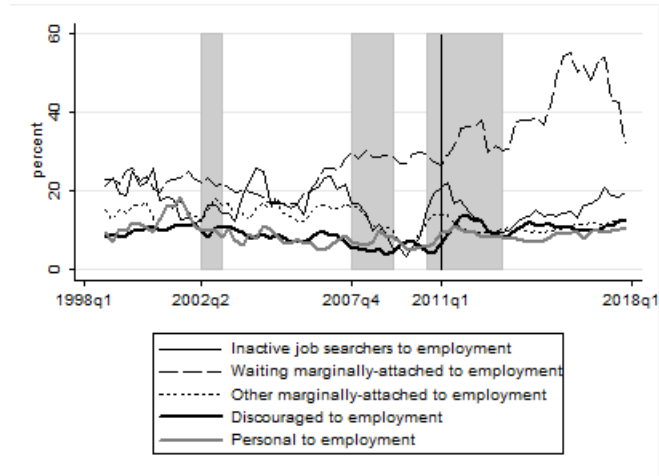 60
40
20
0
percent
1998q1 2002q2 2007q4 2011q1 2018q1
Inactive job searchers to employment
Waiting marginally-attached to employment
Other marginally-attached to employment
Discouraged to employment
Personal to employment